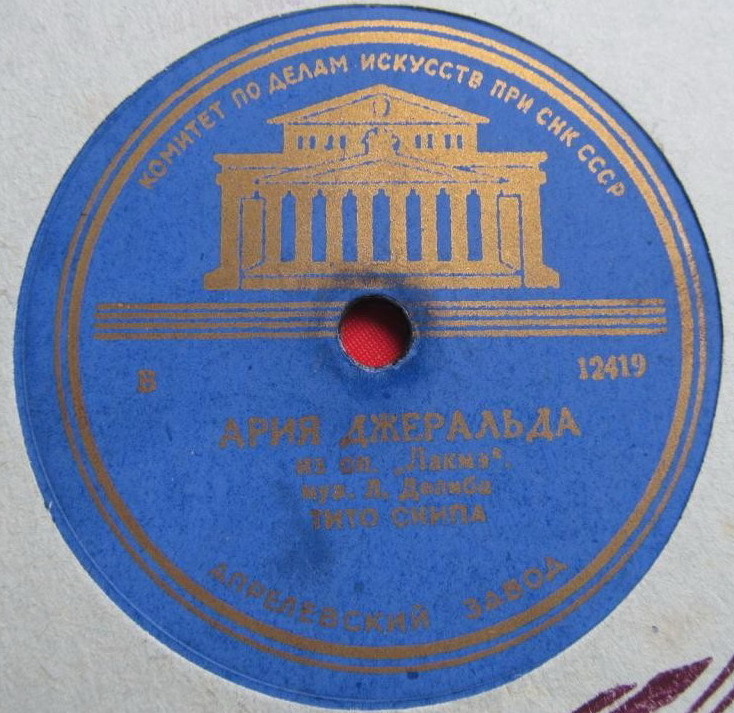 КОМИТЕТ ПО ДЕЛАМ ИСКУССТВ ПРИ СНК СССР
В 12419
АРИЯ ДЖЕРАЛЬДА
из оп. „Лакмэ“.
муз. Л. Делиба
ТИТО СКИПА
АПРЕЛЕВСКИЙ ЗАВОД